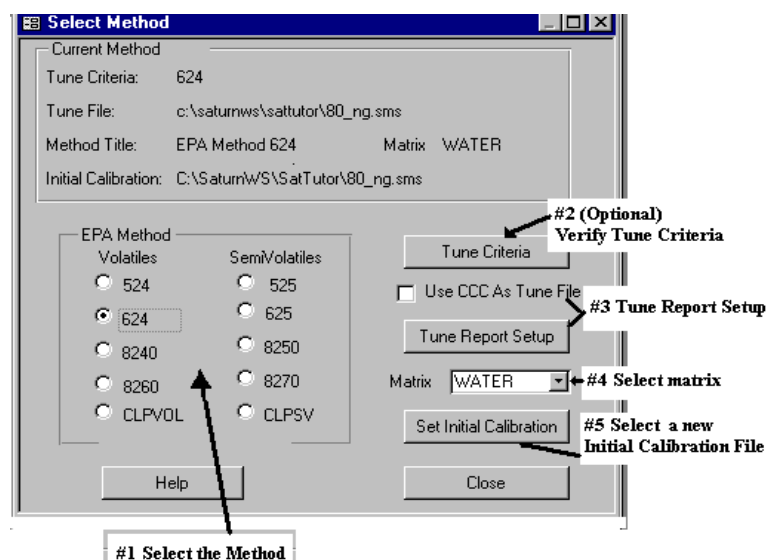 Select Method
Current Method
Tune Criteria: 624
Tune File: c:\saturnws\sattutor\80_ng.sms
Method Title: EPA Method 624 Matrix WATER
Initial Calibration: C:\SaturnWS\SatTutor\80_ng.sms
#2 (Optional)
Verify Tune Criteria
EPA Method
Volatiles SemiVolatiles
524 525
624 625
8240 8250
8260 8270
CLPVOL CLPSV
Tune Criteria
Use CCC As Tune File
#3 Tune Report Setup
Tune Report Setup
Matrix WATER
#4 Select matrix
Set Initial Calibration
#5 Select a new
Initial Calibration File
Help
Close
#1 Select the Method